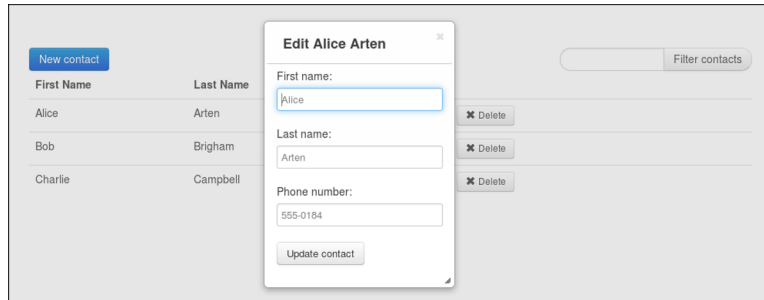 Edit Alice Arten ×
New contact
Filter contacts
First Name Last Name
First name:
Alice
Alice Arten ✖ Delete
Last name:
Arten
Bob Brigham ✖ Delete
Charlie Campbell ✖ Delete
Phone number:
555-0184
Update contact